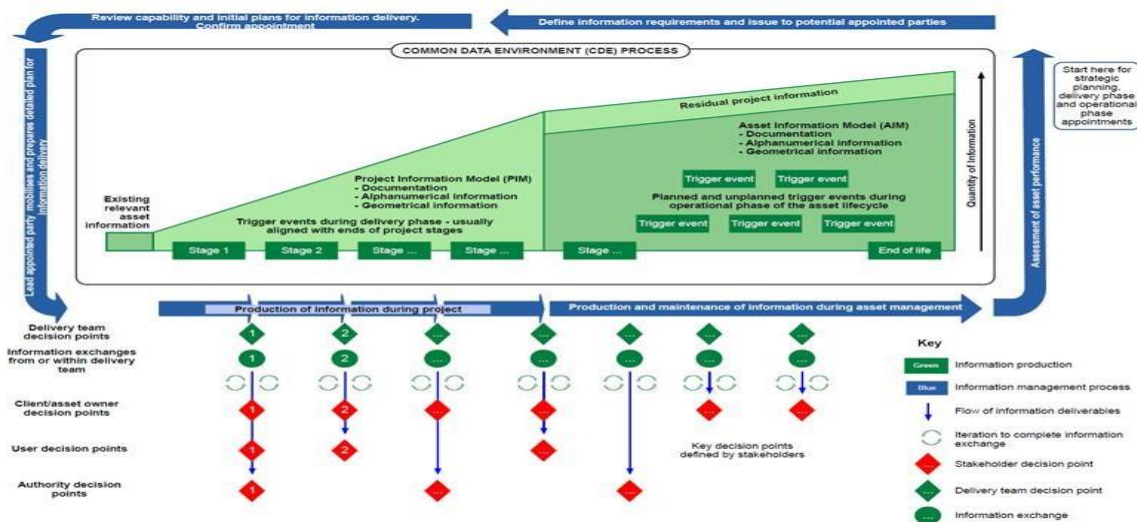 Review capability and initial plans for information delivery.
Confirm appointment
Define information requirements and issue to potential appointed parties
COMMON DATA ENVIRONMENT (CDE) PROCESS
Start here for
strategic
planning,
delivery phase
and operational
phase
appointments
Lead appointed party mobilises and prepares detailed plan for
information delivery
Residual project information
Asset Information Model (AIM)
- Documentation
- Alphanumerical information
- Geometrical information
Quantity of Information
Assessment of asset performance
Project Information Model (PIM)
- Documentation
- Alphanumerical information
- Geometrical information
Trigger event
Trigger event
Planned and unplanned trigger events during
operational phase of the asset lifecycle
Trigger event
Trigger event
Trigger event
Existing
relevant
asset
information
Trigger events during delivery phase - usually
aligned with ends of project stages
Stage 1
Stage 2
Stage ...
Stage ...
Stage ...
End of life
Production of information during project
Production and maintenance of information during asset management
Delivery team
decision points
1
2
...
...
...
...
...
Information exchanges
from or within delivery
team
1
2
...
...
...
...
...
Client/asset owner
decision points
1
2
...
...
...
...
User decision points
1
2
...
Key decision points
defined by stakeholders
Authority decision
points
1
...
...
Key
Green
Information production
Blue
Information management process
Flow of information deliverables
Iteration to complete information
exchange
...
Stakeholder decision point
...
Delivery team decision point
...
Information exchange